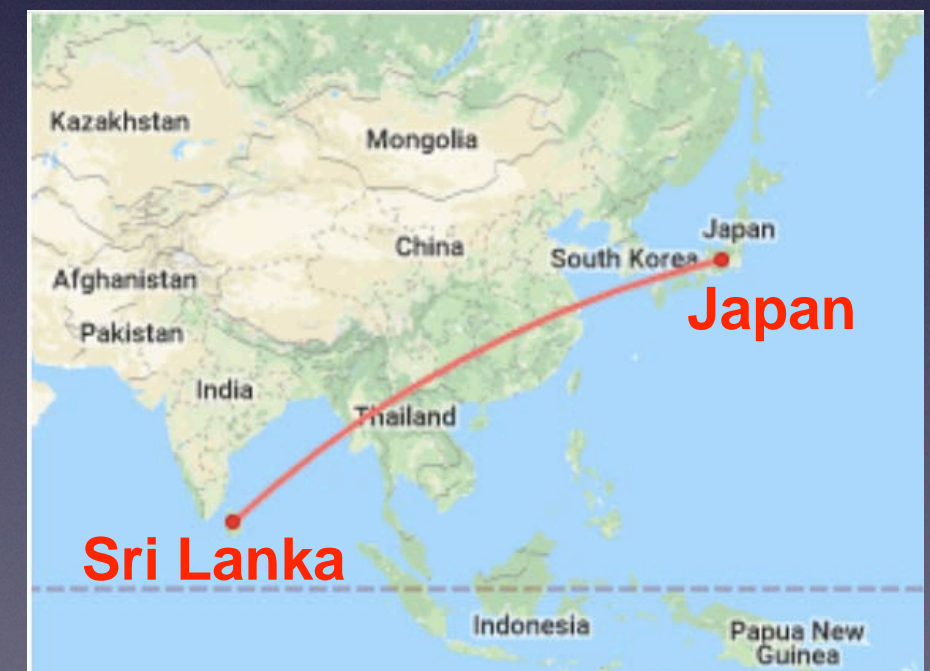 Kazakhstan
Mongolia
Japan
China
South Korea
Afghanistan
Japan
Pakistan
India
Thailand
Sri Lanka
Indonesia
Papua New
Guinea